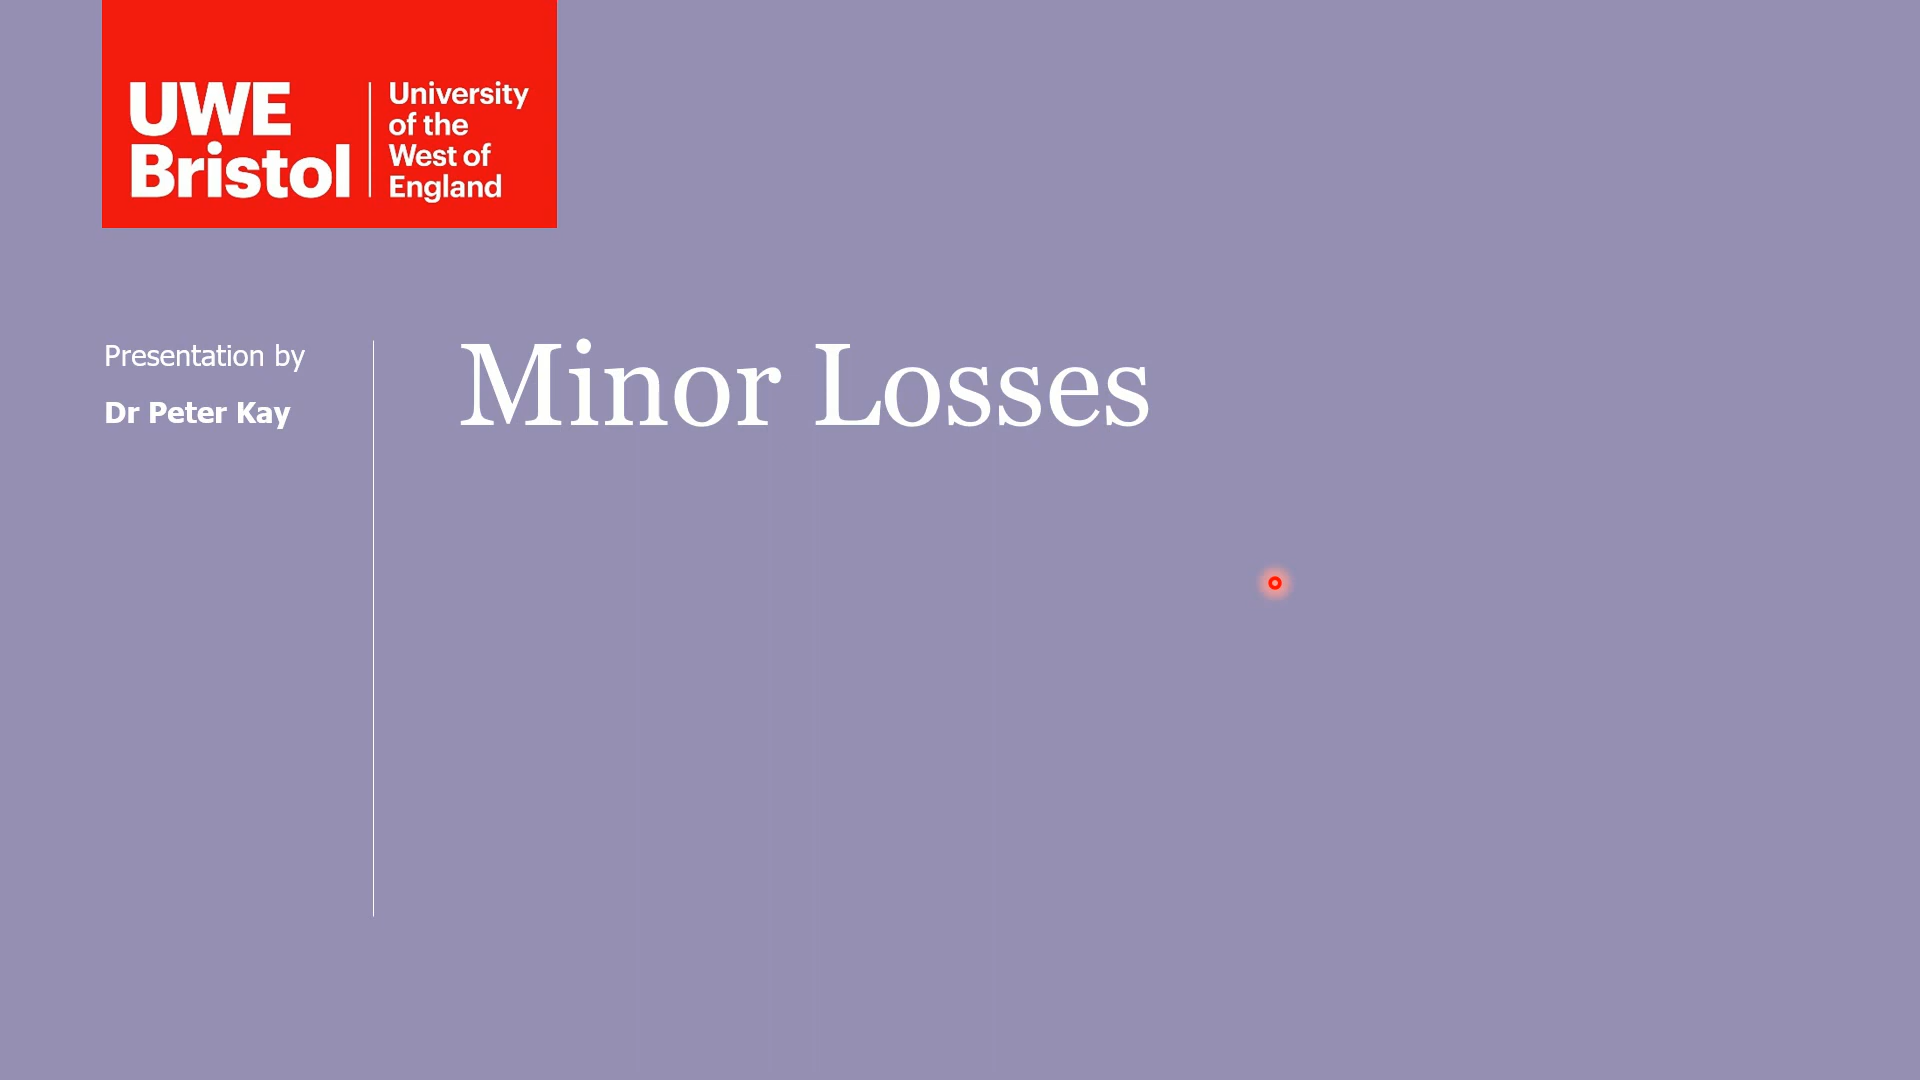 UWE
Bristol
University
of the
West of
England
Presentation by
Dr Peter Kay
Minor Losses